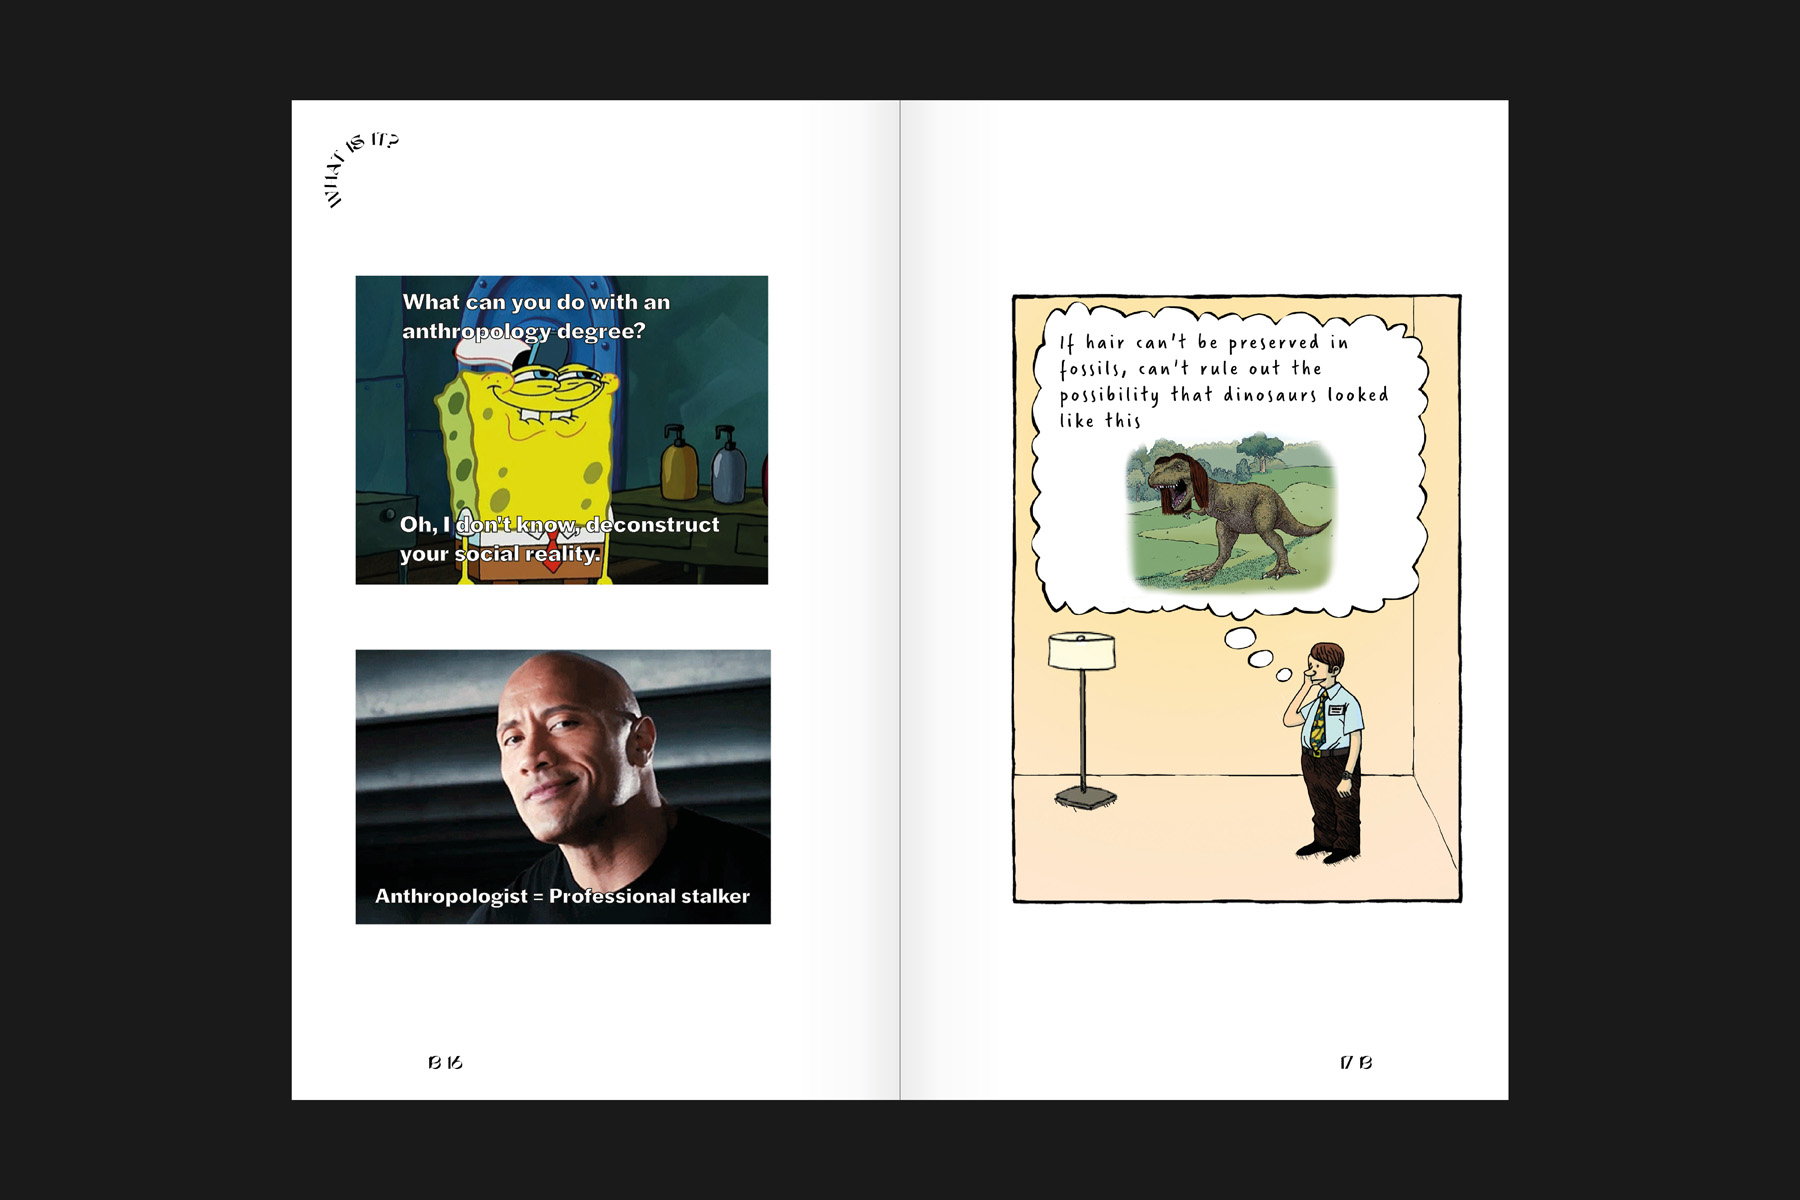 WHAT IS IT?
What can you do with an
anthropology degree?
Oh, I don't know, deconstruct
your social reality.
Anthropologist = Professional stalker
B 16
If hair can't be preserved in
fossils, can't rule out the
possibility that dinosaurs looked
like this
17 B